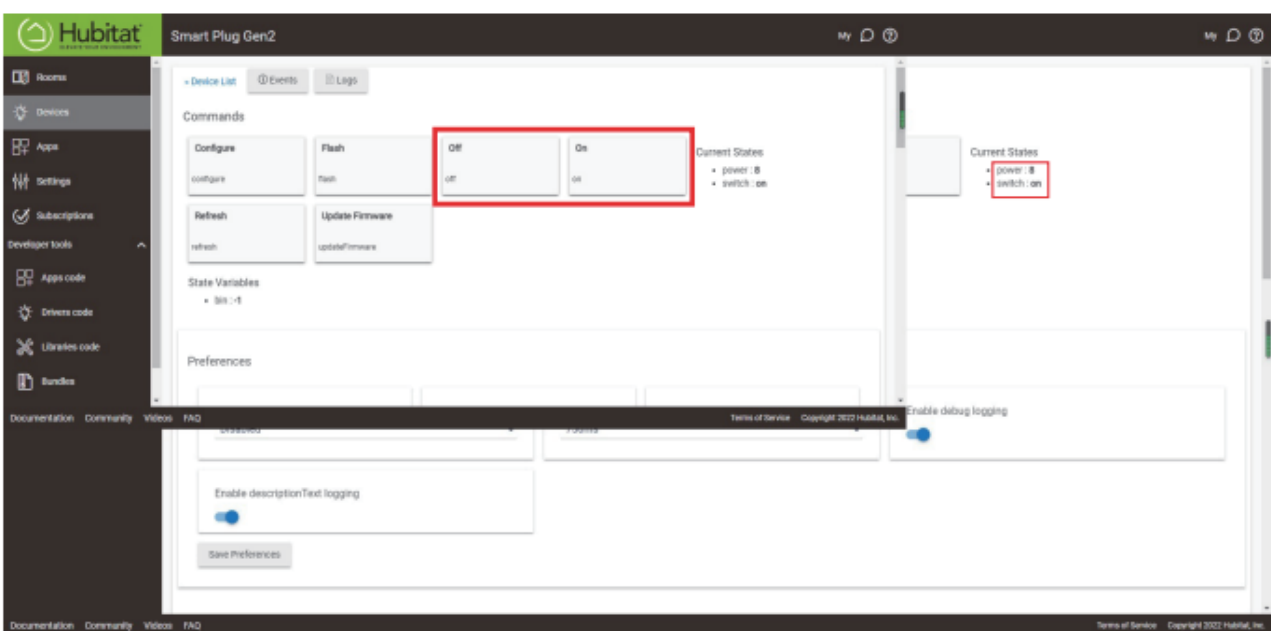 Hubitat
Smart Plug Gen2
My
My
Rooms
Devices
Apps
Settings
Subscriptions
Developer tools
Apps code
Drivers code
Libraries code
Bundles
« Device List
Events
Logs
Commands
Configure
configure
Flash
flash
Off
off
On
on
Refresh
refresh
Update Firmware
updateFirmware
Current States
• power : 8
• switch : on
Current States
• power : 8
• switch : on
State Variables
• bin : -1
Preferences
Documentation Community Videos FAQ
Terms of Service Copyright 2022 Hubitat, Inc.
Enable debug logging
Enable descriptionText logging
Save Preferences
Documentation Community Videos FAQ
Terms of Service Copyright 2022 Hubitat, Inc.